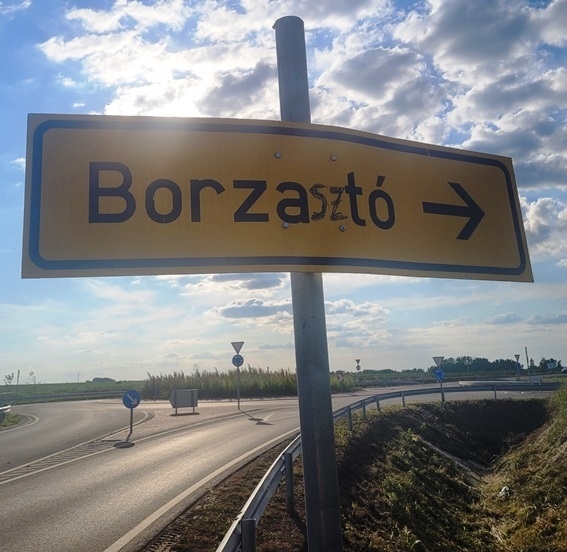 Borzasztó →